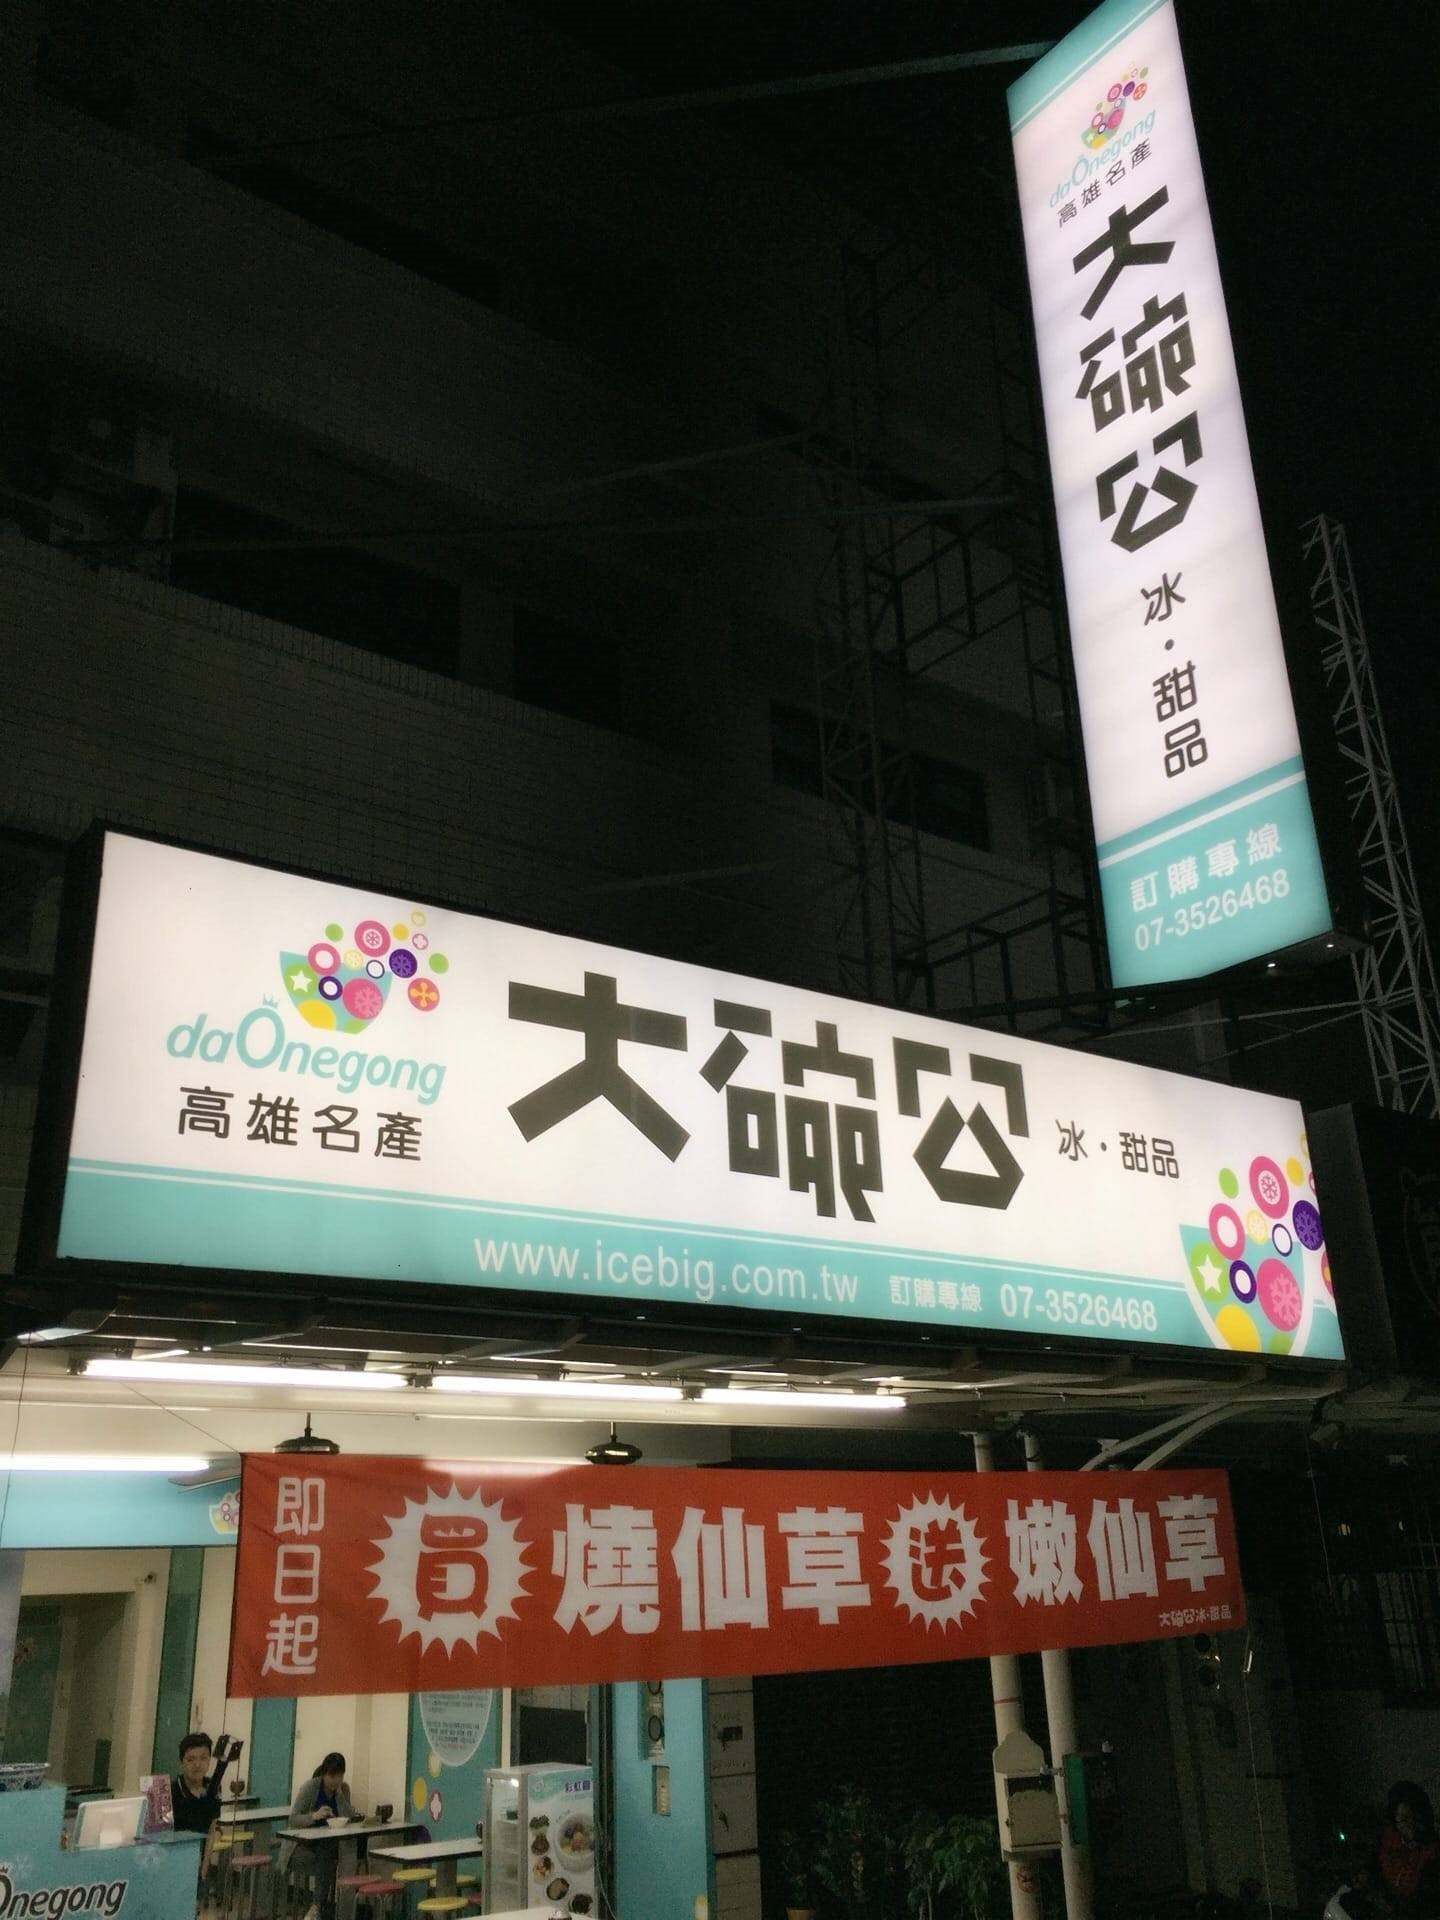 daOnegong
高雄名產
大碗公
冰·甜品
訂購專線
07-3526468
daOnegong
高雄名產
大碗公 冰·甜品
www.icebig.com.tw 訂購專線 07-3526468
即日起
買燒仙草送嫩仙草
大碗公冰·甜品
Onegong